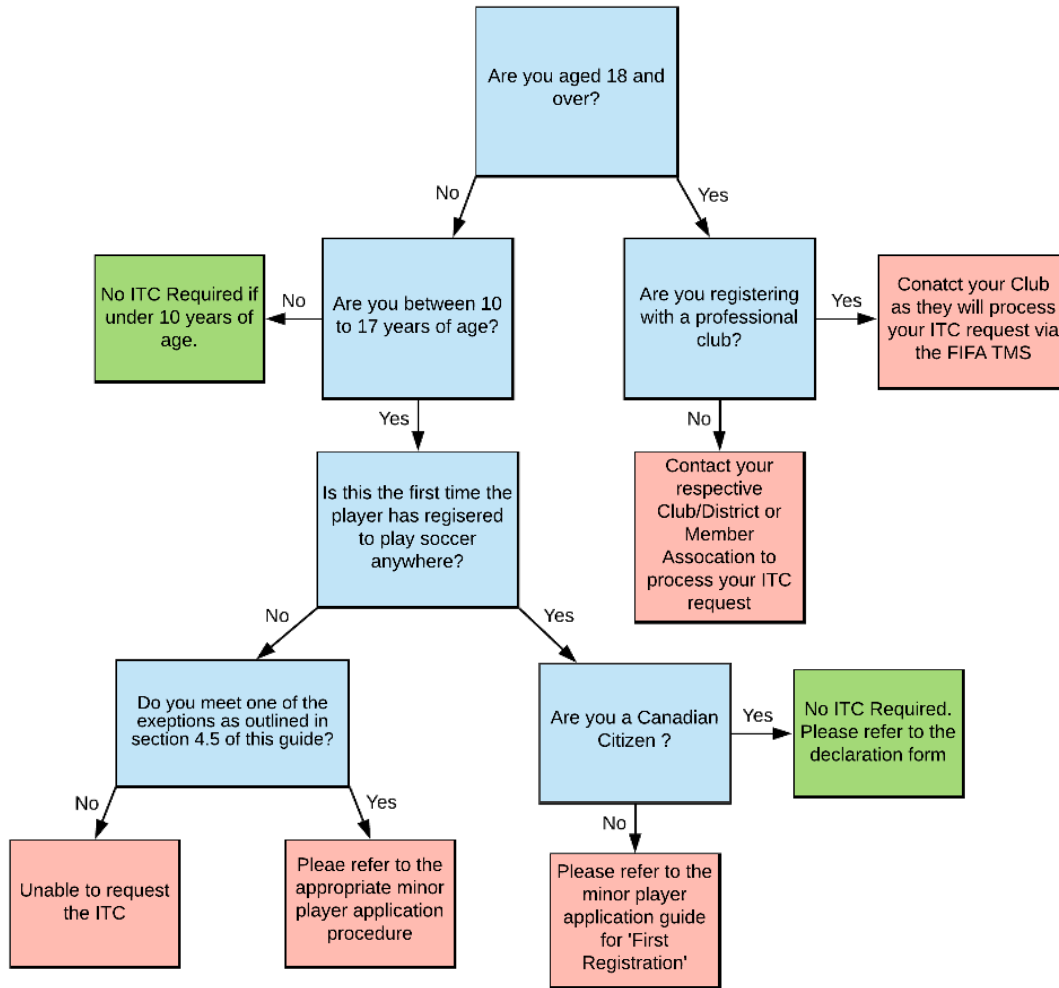 Are you aged 18 and
over?
No
Yes
No ITC Required if
under 10 years of
age.
No
Are you between 10
to 17 years of age?
Are you registering
with a professional
club?
Yes
Conatct your Club
as they will process
your ITC request via
the FIFA TMS
Yes
No
Is this the first time the
player has regisered
to play soccer
anywhere?
Contact your
respective
Club/District or
Member
Assocation to
process your ITC
request
No
Yes
Do you meet one of the
exeptions as outlined in
section 4.5 of this guide?
Are you a Canadian
Citizen ?
Yes
No ITC Required.
Please refer to the
declaration form
No
Yes
No
Unable to request
the ITC
Pleae refer to the
appropriate minor
player application
procedure
Please refer to the
minor player
application guide
for 'First
Registration'